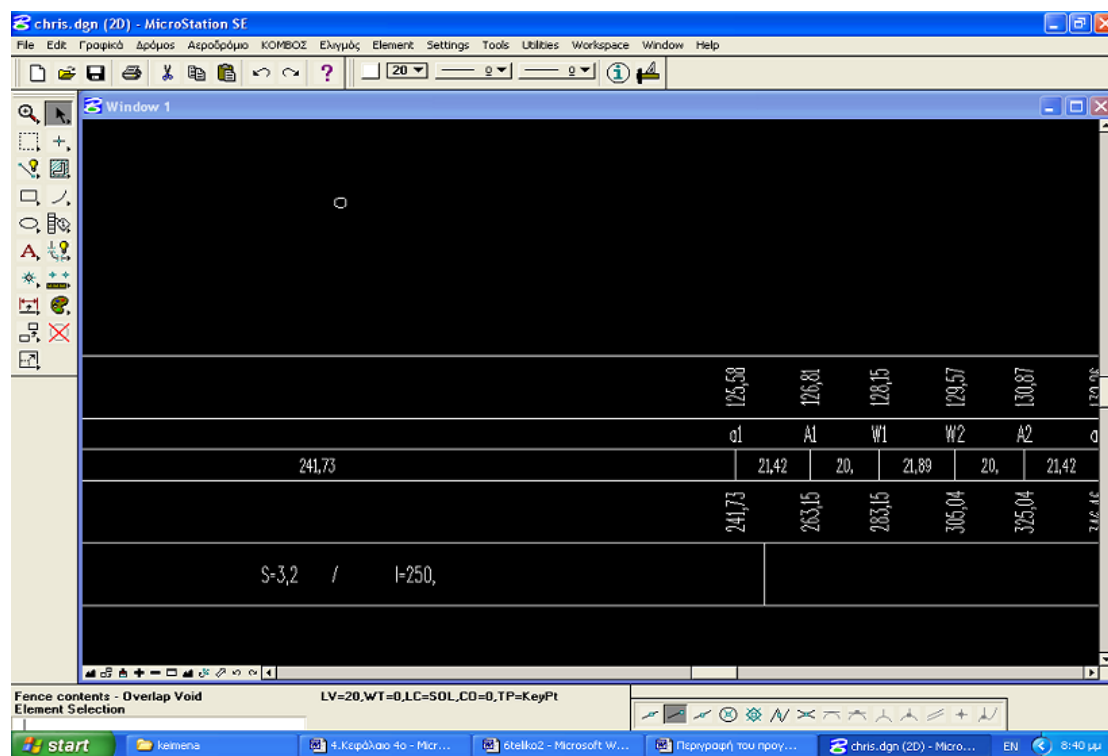 chris.dgn (2D) - MicroStation SE
File Edit Γραφικά Δρόμος Αεροδρόμιο ΚΟΜΒΟΣ Ελγμμός Element Settings Tools Utilities Workspace Window Help
20 0 0
Window 1
125,58 126,81 128,15 129,57 130,87
α1 A1 W1 W2 A2 α
241,73 21,42 20, 21,89 20, 21,42
241,73 263,15 283,15 305,04 325,04
S=3,2 / l=250,
Fence contents - Overlap Void LV=20,WT=0,LC=SOL,CO=0,TP=KeyPt
Element Selection
start keimena 4.Κεφάλαιο 4ο - Micr... 6teliko2 - Microsoft W... Περιγραφή του προγ... chris.dgn (2D) - Micro... EN 8:40 μμ